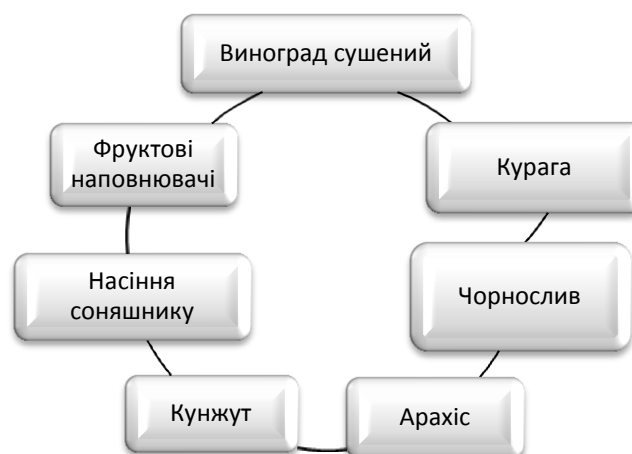 Виноград сушений
Курага
Чорнослив
Арахіс
Кунжут
Насіння
соняшнику
Фруктові
наповнювачі